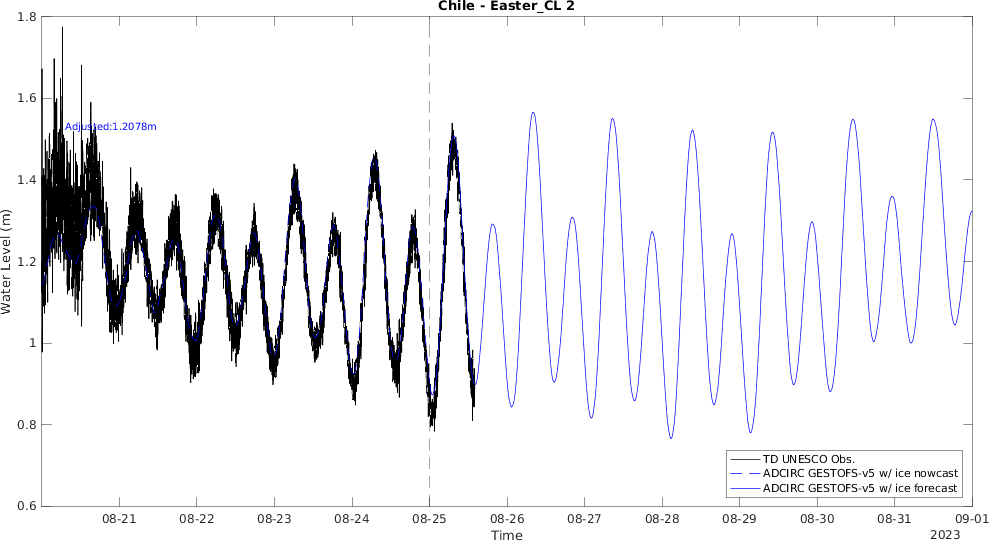 Chile - Easter_CL 2
1.8
1.6
1.4
1.2
1
0.8
0.6
Water Level (m)
Adjusted:1.2078m
TD UNESCO Obs.
ADCIRC GESTOFS-v5 w/ ice nowcast
ADCIRC GESTOFS-v5 w/ ice forecast
08-21 08-22 08-23 08-24 08-25 08-26 08-27 08-28 08-29 08-30 08-31 09-01
Time
2023